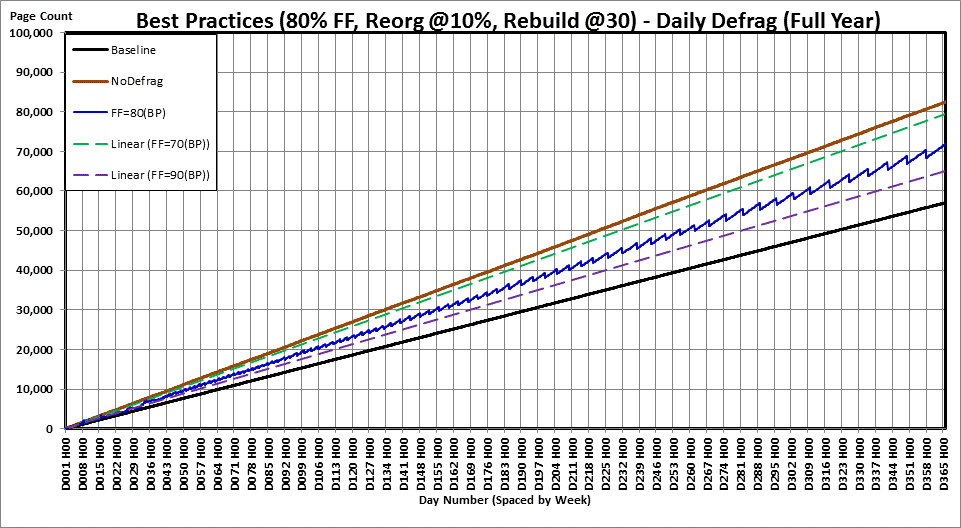 Best Practices (80% FF, Reorg @10%, Rebuild @30) - Daily Defrag (Full Year)
Page Count
100,000
90,000
80,000
70,000
60,000
50,000
40,000
30,000
20,000
10,000
0
Baseline
NoDefrag
FF=80(BP)
Linear (FF=70(BP))
Linear (FF=90(BP))
D001 H00
D008 H00
D015 H00
D022 H00
D029 H00
D036 H00
D043 H00
D050 H00
D057 H00
D064 H00
D071 H00
D078 H00
D085 H00
D092 H00
D099 H00
D106 H00
D113 H00
D120 H00
D127 H00
D134 H00
D141 H00
D148 H00
D155 H00
D162 H00
D169 H00
D176 H00
D183 H00
D190 H00
D197 H00
D204 H00
D211 H00
D218 H00
D225 H00
D232 H00
D239 H00
D246 H00
D253 H00
D260 H00
D267 H00
D274 H00
D281 H00
D288 H00
D295 H00
D302 H00
D309 H00
D316 H00
D323 H00
D330 H00
D337 H00
D344 H00
D351 H00
D358 H00
D365 H00
Day Number (Spaced by Week)